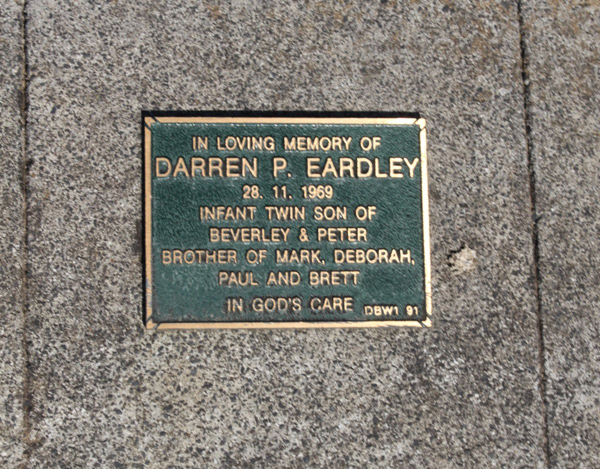 IN LOVING MEMORY OF
DARREN P. EARDLEY
28. 11. 1969
INFANT TWIN SON OF
BEVERLEY & PETER
BROTHER OF MARK, DEBORAH,
PAUL AND BRETT
IN GOD'S CARE
DBW1 91